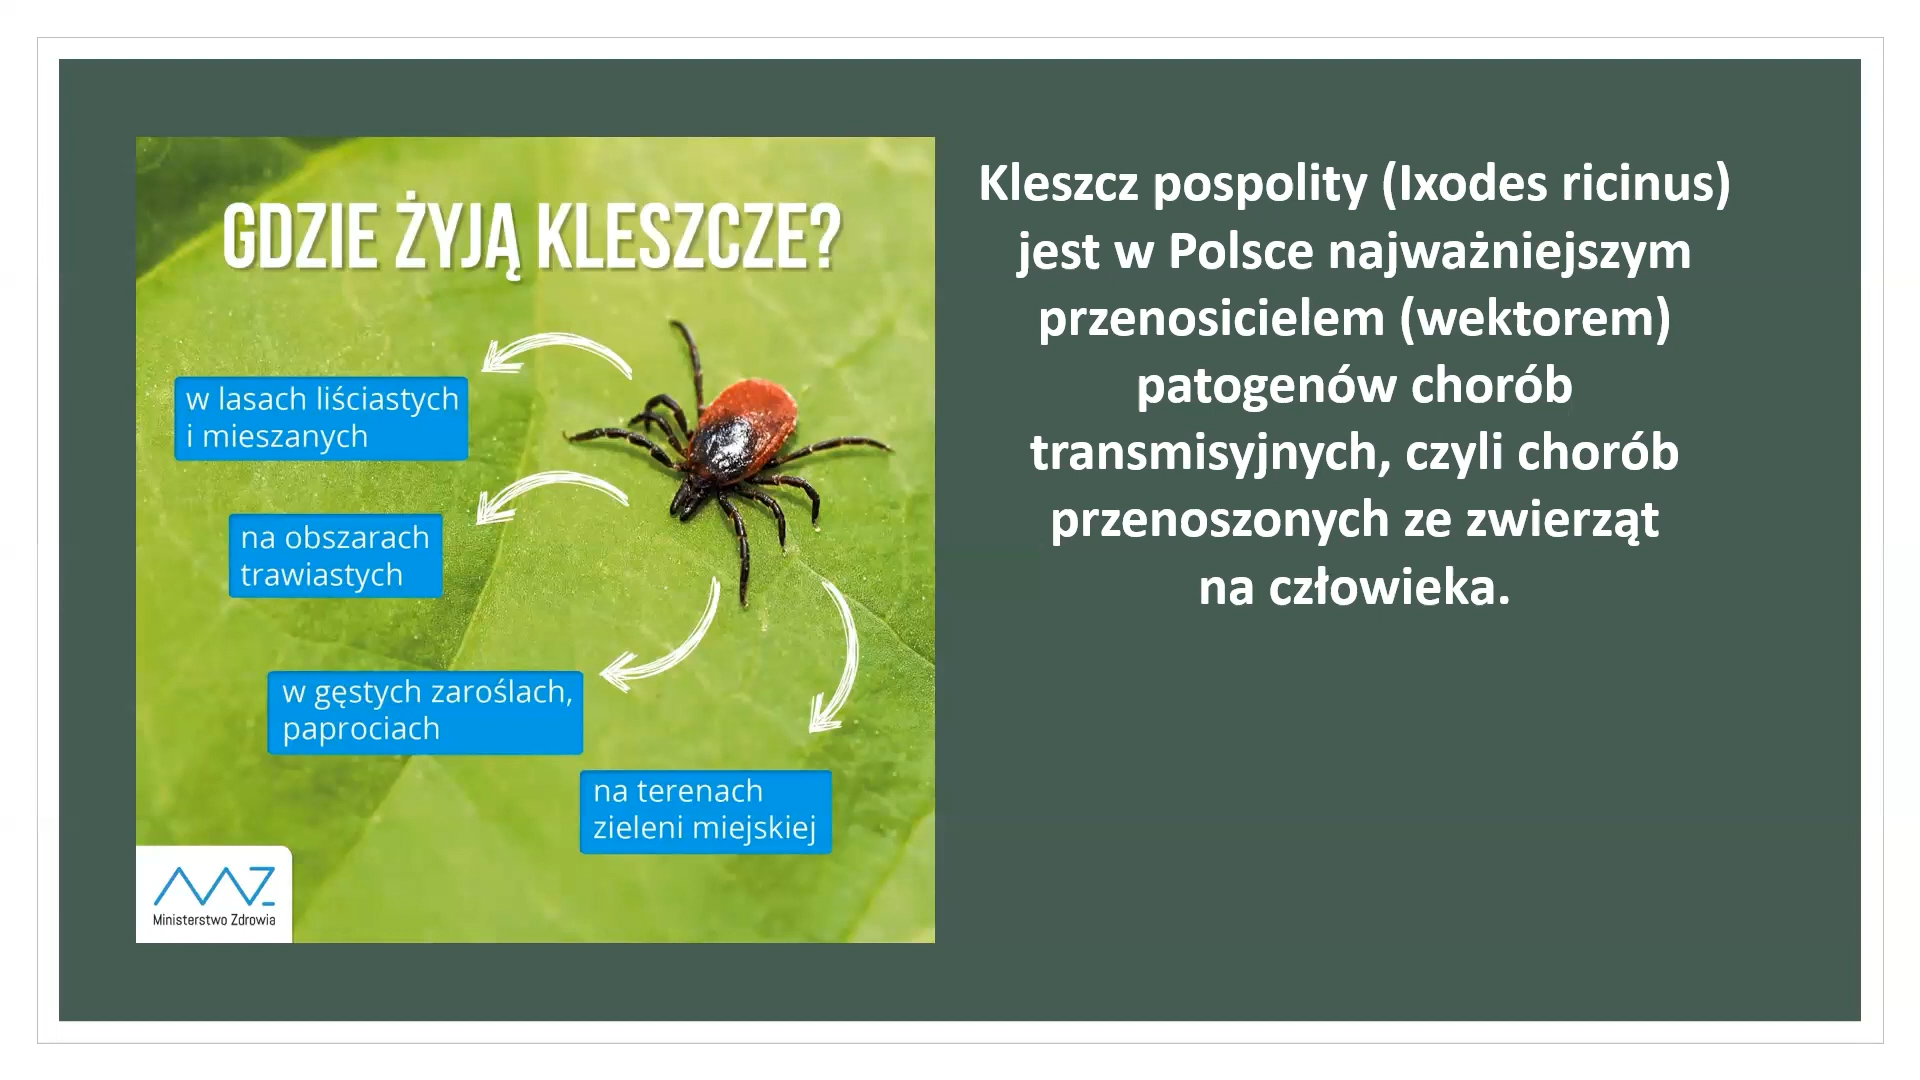 GDZIE ŻYJĄ KLESZCZE?
w lasach liściastych
i mieszanych
na obszarach
trawiastych
w gęstych zaroślach,
paprociach
na terenach
zieleni miejskiej
Ministerstwo Zdrowia
Kleszcz pospolity (Ixodes ricinus)
jest w Polsce najważniejszym
przenosicielem (wektorem)
patogenów chorób
transmisyjnych, czyli chorób
przenoszonych ze zwierząt
na człowieka.